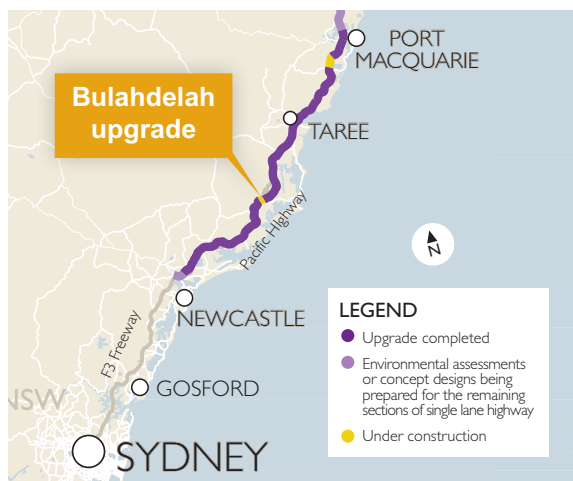 PORT
MACQUARIE
Bulahdelah
upgrade
TAREE
Pacific HIghway
N
NEWCASTLE
F3 Freeway
GOSFORD
NSW
SYDNEY
LEGEND
Upgrade completed
Environmental assessments
or concept designs being
prepared for the remaining
sections of single lane highway
Under construction